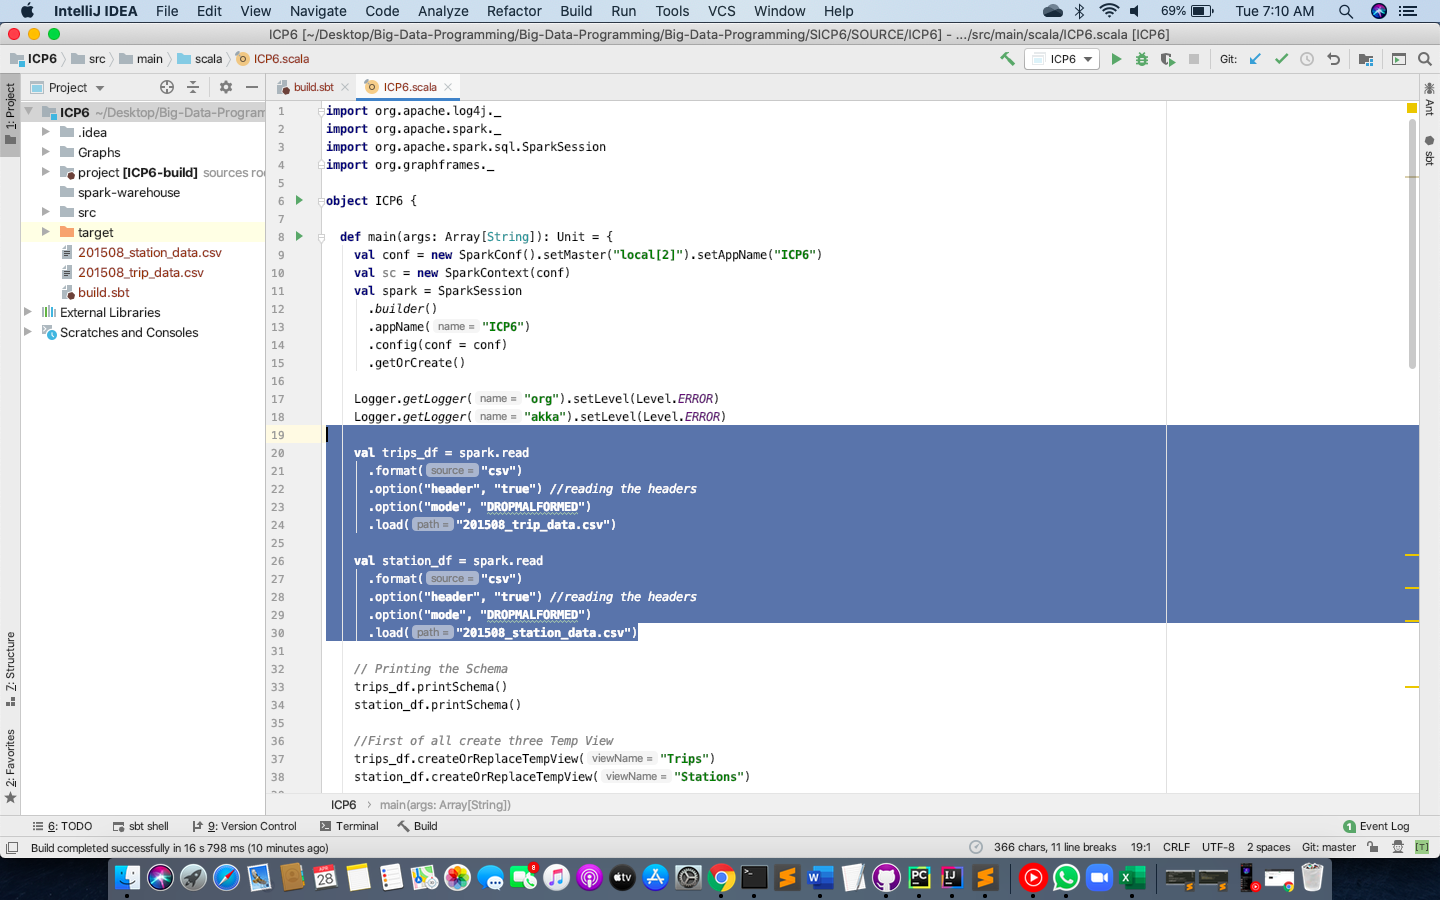 IntelliJ IDEA File Edit View Navigate Code Analyze Refactor Build Run Tools VCS Window Help 69% Tue 7:10 AM
ICP6 [~/Desktop/Big-Data-Programming/Big-Data-Programming/Big-Data-Programming/SICP6/SOURCE/ICP6] - .../src/main/scala/ICP6.scala [ICP6]
ICP6 src main scala ICP6.scala ICP6 Git:
Project build.sbt ICP6.scala
1: Project
Z: Structure
2: Favorites
Ant
sbt
ICP6 ~/Desktop/Big-Data-Program
.idea
Graphs
project [ICP6-build] sources roo
spark-warehouse
src
target
201508_station_data.csv
201508_trip_data.csv
build.sbt
External Libraries
Scratches and Consoles
1 import org.apache.log4j._
2 import org.apache.spark._
3 import org.apache.spark.sql.SparkSession
4 import org.graphframes._
5
6 object ICP6 {
7
8 def main(args: Array[String]): Unit = {
9 val conf = new SparkConf().setMaster("local[2]").setAppName("ICP6")
10 val sc = new SparkContext(conf)
11 val spark = SparkSession
12 .builder()
13 .appName( name = "ICP6")
14 .config(conf = conf)
15 .getOrCreate()
16
17 Logger.getLogger( name = "org").setLevel(Level.ERROR)
18 Logger.getLogger( name = "akka").setLevel(Level.ERROR)
19
20 val trips_df = spark.read
21 .format( source = "csv")
22 .option("header", "true") //reading the headers
23 .option("mode", "DROPMALFORMED")
24 .load( path = "201508_trip_data.csv")
25
26 val station_df = spark.read
27 .format( source = "csv")
28 .option("header", "true") //reading the headers
29 .option("mode", "DROPMALFORMED")
30 .load( path = "201508_station_data.csv")
31
32 // Printing the Schema
33 trips_df.printSchema()
34 station_df.printSchema()
35
36 //First of all create three Temp View
37 trips_df.createOrReplaceTempView( viewName = "Trips")
38 station_df.createOrReplaceTempView( viewName = "Stations")
ICP6 main(args: Array[String])
6: TODO sbt shell 9: Version Control Terminal Build 1 Event Log
Build completed successfully in 16 s 798 ms (10 minutes ago) 366 chars, 11 line breaks 19:1 CRLF UTF-8 2 spaces Git: master [T]
APR 28 8 tv W PC IJ X